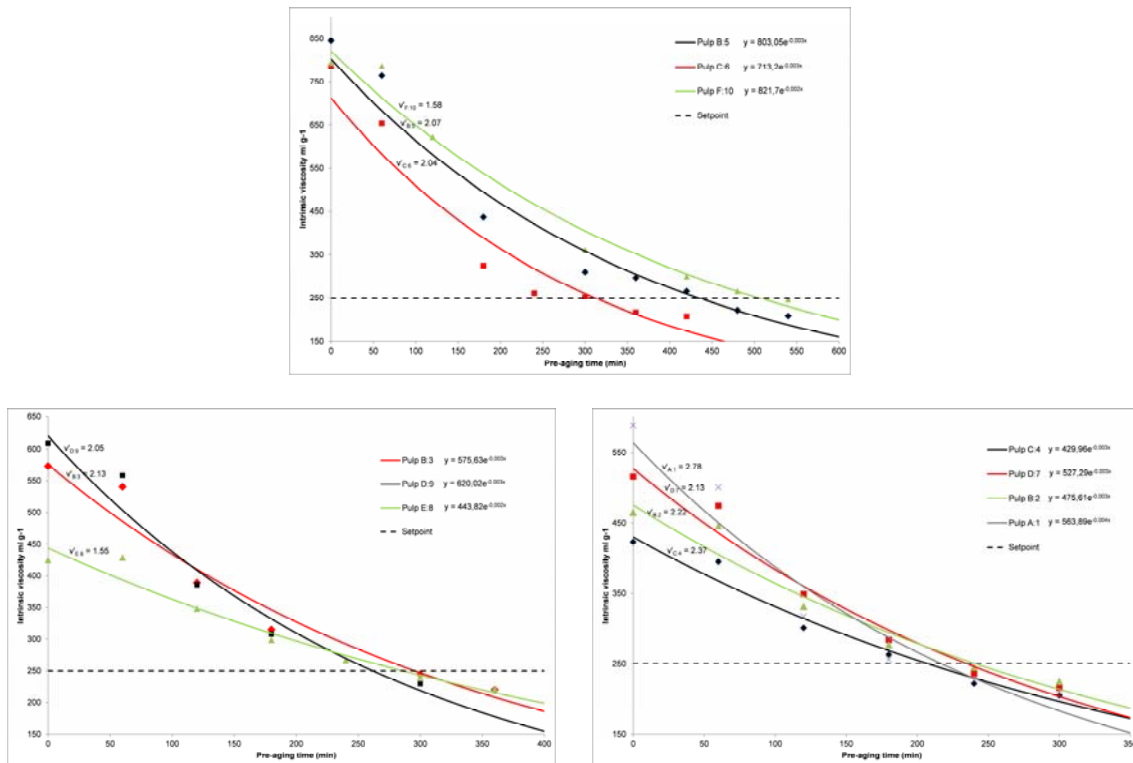 850
750
650
550
450
350
250
150
0
50
100
150
200
250
300
350
400
450
500
550
600
Intrinsic viscosity ml g-1
Pre-aging time (min)
v'F:10 = 1.58
v'B:5 = 2.07
v'C:6 = 2.04
Pulp B:5 y = 803,05e-0,003x
Pulp C:6 y = 713,2e-0,003x
Pulp F:10 y = 821,7e-0,002x
Setpoint
650
600
550
500
450
400
350
300
250
200
150
0
50
100
150
200
250
300
350
400
Intrinsic viscosity ml g-1
Pre-aging time (min)
v'D:9 = 2.05
v'B:3 = 2.13
v'E:8 = 1.55
Pulp B:3 y = 575,63e-0,003x
Pulp D:9 y = 620,02e-0,003x
Pulp E:8 y = 443,82e-0,002x
Setpoint
550
450
350
250
150
0
50
100
150
200
250
300
350
Intrinsic viscosity ml g-1
Pre-aging time (min)
v'A:1 = 2.78
= 2.13
= 2.22
v'C:4 = 2.37
Pulp C:4 y = 429,96e-0,003x
Pulp D:7 y = 527,29e-0,003x
Pulp B:2 y = 475,61e-0,003x
Pulp A:1 y = 563,89e-0,004x
Setpoint